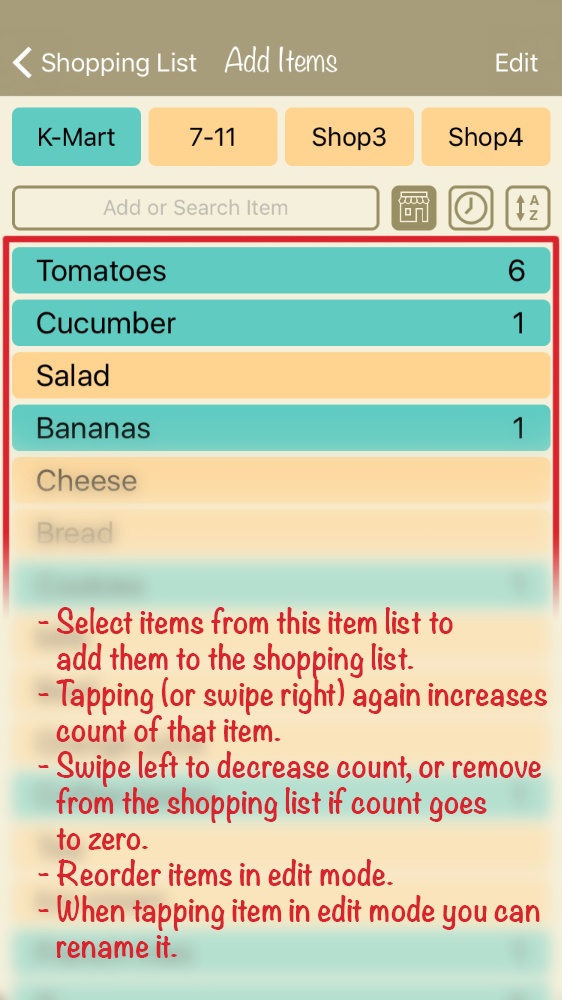 Shopping List Add Items Edit
K-Mart 7-11 Shop3 Shop4
Add or Search Item A Z
Tomatoes 6
Cucumber 1
Salad
Bananas 1
Cheese
Bread
Cookies
- Select items from this item list to
add them to the shopping list.
- Tapping (or swipe right) again increases
count of that item.
- Swipe left to decrease count, or remove
from the shopping list if count goes
to zero.
- Reorder items in edit mode.
- When tapping item in edit mode you can
rename it.